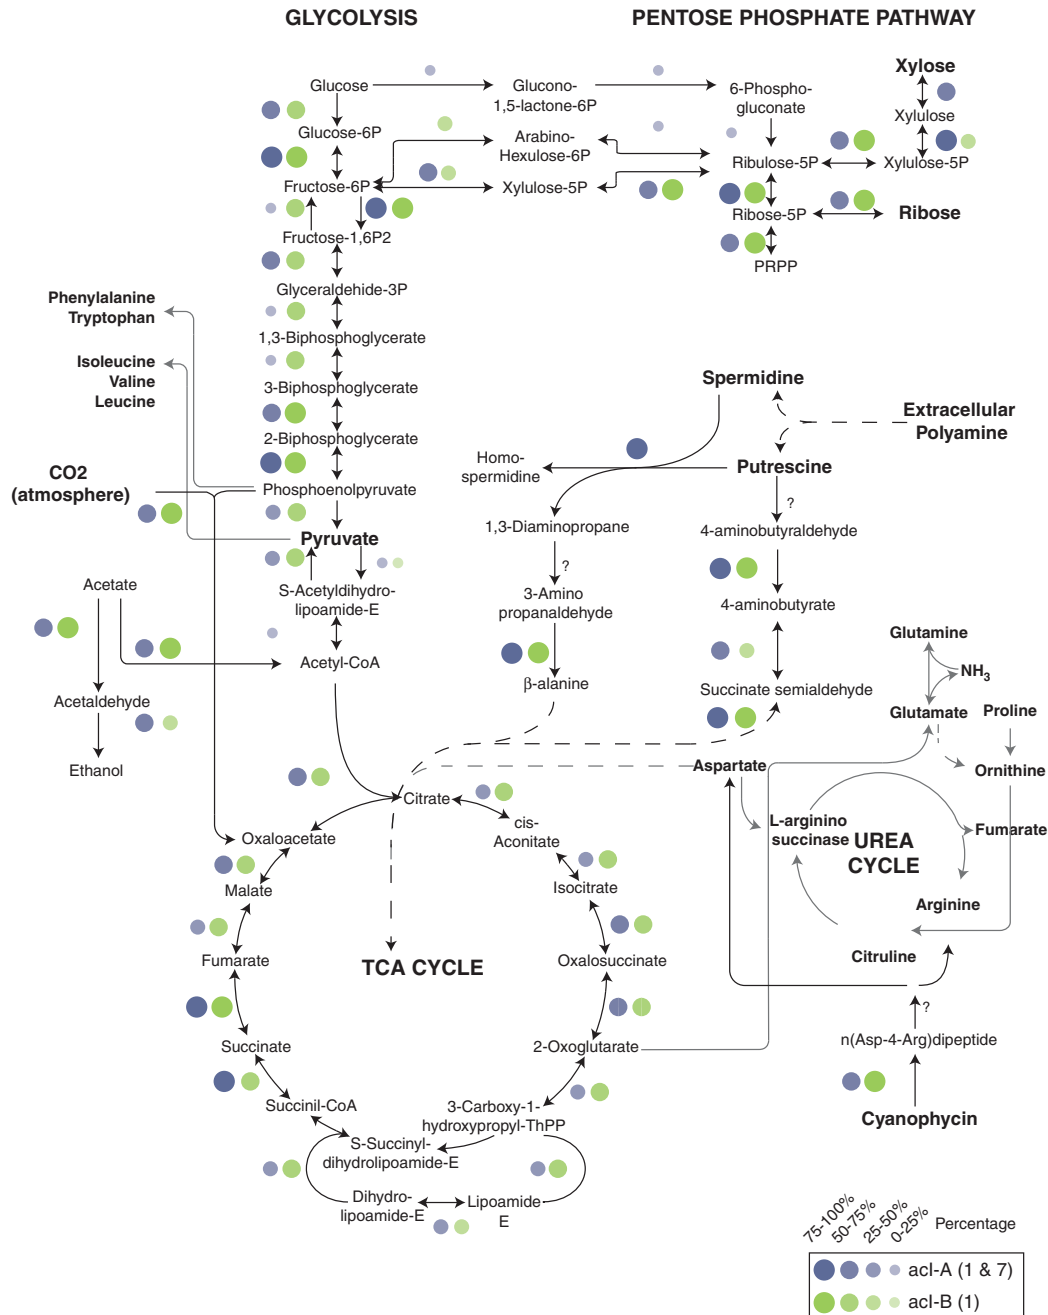 GLYCOLYSIS
PENTOSE PHOSPHATE PATHWAY
Glucose
Glucono-
1,5-lactone-6P
6-Phospho-
gluconate
Xylose
Xylulose
Glucose-6P
Arabino-
Hexulose-6P
Ribulose-5P
Xylulose-5P
Fructose-6P
Xylulose-5P
Ribose-5P
Ribose
Fructose-1,6P2
PRPP
Glyceraldehide-3P
Phenylalanine
Tryptophan
1,3-Biphosphoglycerate
Isoleucine
Valine
Leucine
3-Biphosphoglycerate
Spermidine
Extracellular
Polyamine
2-Biphosphoglycerate
Homo-
spermidine
Putrescine
CO2
(atmosphere)
Phosphoenolpyruvate
?
1,3-Diaminopropane
4-aminobutyraldehyde
Pyruvate
?
Acetate
S-Acetyldihydro-
lipoamide-E
3-Amino
propanaldehyde
4-aminobutyrate
Glutamine
Acetyl-CoA
NH3
β-alanine
Succinate semialdehyde
Acetaldehyde
Glutamate
Proline
Ethanol
Aspartate
Ornithine
Citrate
cis-
Aconitate
Oxaloacetate
L-arginino
succinase
UREA
CYCLE
Fumarate
Malate
Isocitrate
Arginine
Fumarate
TCA CYCLE
Oxalosuccinate
Citruline
?
Succinate
2-Oxoglutarate
n(Asp-4-Arg)dipeptide
Succinil-CoA
3-Carboxy-1-
hydroxypropyl-ThPP
Cyanophycin
S-Succinyl-
dihydrolipoamide-E
Dihydro-
lipoamide-E
Lipoamide
E
75-100%
50-75%
25-50%
0-25%
Percentage
acI-A (1 & 7)
acI-B (1)